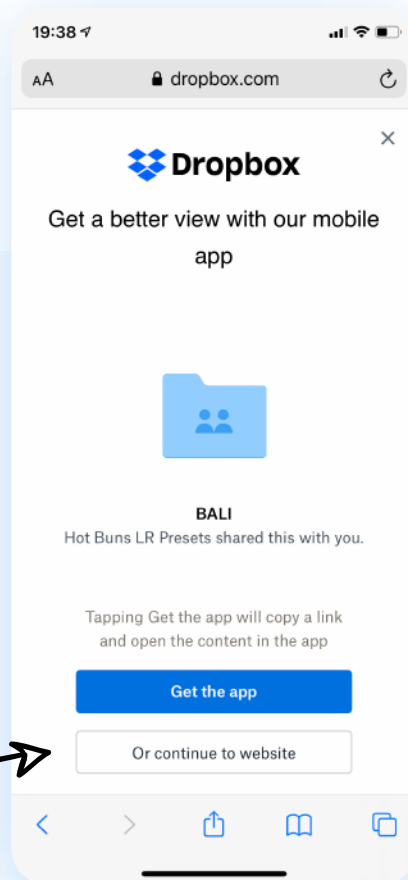 19:38
AA dropbox.com
Dropbox
Get a better view with our mobile
app
BALI
Hot Buns LR Presets shared this with you.
Tapping Get the app will copy a link
and open the content in the app
Get the app
Or continue to website